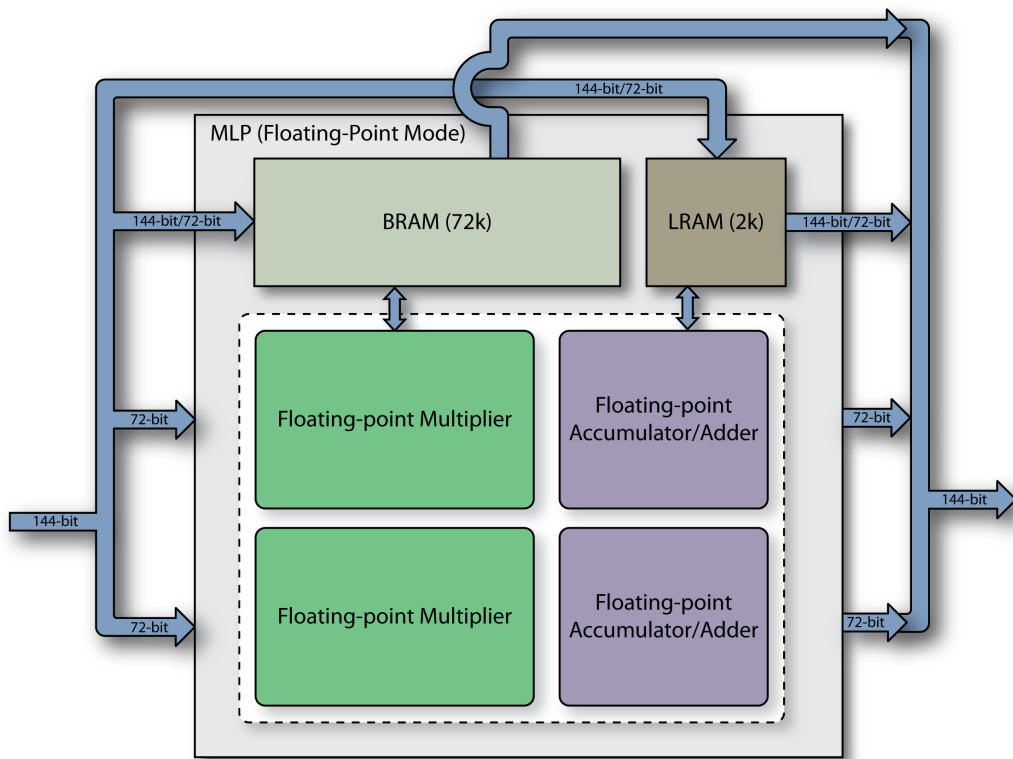 144-bit/72-bit
MLP (Floating-Point Mode)
144-bit/72-bit
BRAM (72k)
LRAM (2k)
144-bit/72-bit
72-bit
Floating-point Multiplier
Floating-point
Accumulator/Adder
72-bit
144-bit
144-bit
72-bit
Floating-point Multiplier
Floating-point
Accumulator/Adder
72-bit